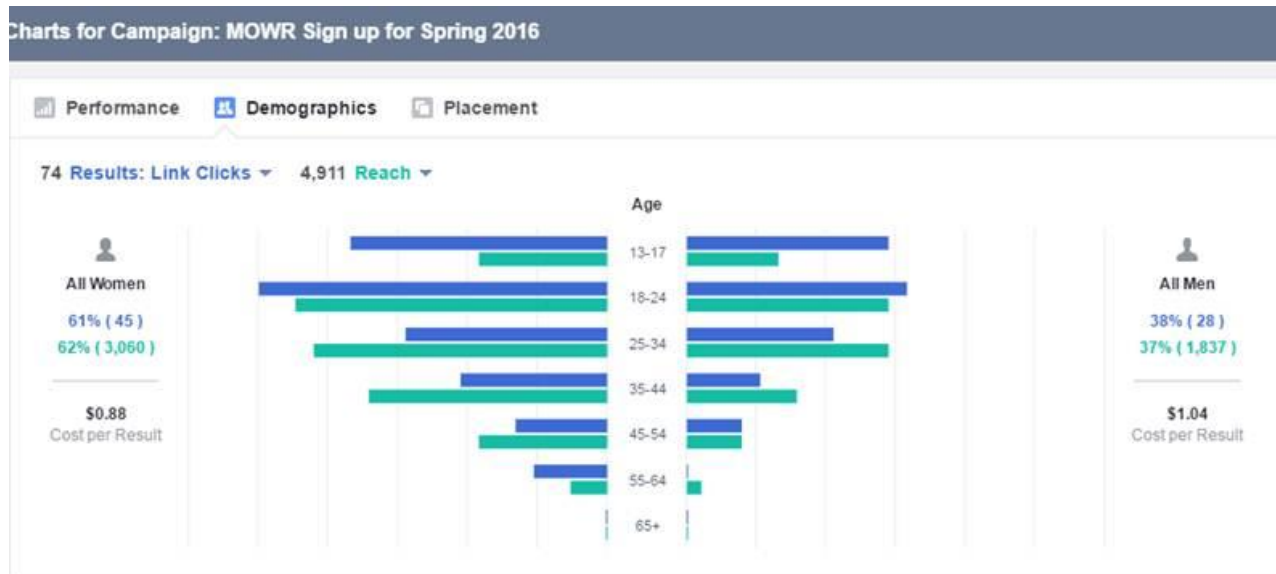 Charts for Campaign: MOWR Sign up for Spring 2016
Performance Demographics Placement
74 Results: Link Clicks 4,911 Reach
Age
All Women
61% ( 45 )
62% ( 3,060 )
$0.88
Cost per Result
13-17
18-24
25-34
35-44
45-54
55-64
65+
All Men
38% ( 28 )
37% ( 1,837 )
$1.04
Cost per Result